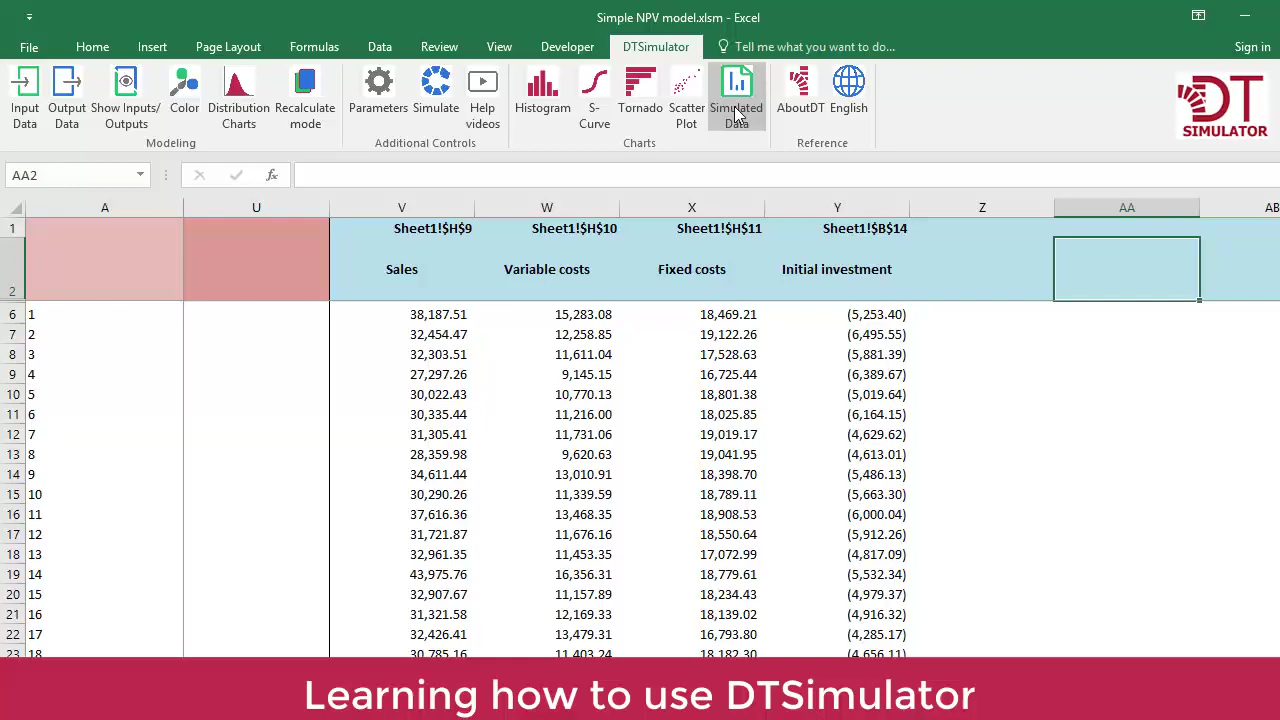 Simple NPV model.xlsm - Excel
File Home Insert Page Layout Formulas Data Review View Developer DTSimulator Tell me what you want to do... Sign in
Input Data Output Data Show Inputs/ Outputs Color Distribution Charts Recalculate mode Parameters Simulate Help videos Histogram S- Curve Tornado Scatter Plot Simulated Data AboutDT English
DT SIMULATOR
Modeling Additional Controls Charts Reference
AA2 fx
A U V W X Y Z AA AB
1 Sheet1!$H$9 Sheet1!$H$10 Sheet1!$H$11 Sheet1!$B$14
2 Sales Variable costs Fixed costs Initial investment
6 1 38,187.51 15,283.08 18,469.21 (5,253.40)
7 2 32,454.47 12,258.85 19,122.26 (6,495.55)
8 3 32,303.51 11,611.04 17,528.63 (5,881.39)
9 4 27,297.26 9,145.15 16,725.44 (6,389.67)
10 5 30,022.43 10,770.13 18,801.38 (5,019.64)
11 6 30,335.44 11,216.00 18,025.85 (6,164.15)
12 7 31,305.41 11,731.06 19,019.17 (4,629.62)
13 8 28,359.98 9,620.63 19,041.95 (4,613.01)
14 9 34,611.44 13,010.91 18,398.70 (5,486.13)
15 10 30,290.26 11,339.59 18,789.11 (5,663.30)
16 11 37,616.36 13,468.35 18,908.53 (6,000.04)
17 12 31,721.87 11,676.16 18,550.64 (5,912.26)
18 13 32,961.35 11,453.35 17,072.99 (4,817.09)
19 14 43,975.76 16,356.31 18,779.61 (5,532.34)
20 15 32,907.67 11,157.89 18,234.43 (4,979.37)
21 16 31,321.58 12,169.33 18,139.02 (4,916.32)
22 17 32,426.41 13,479.31 16,793.80 (4,285.17)
23 18 30,785.16 11,403.24 18,182.30 (4,656.11)
Learning how to use DTSimulator